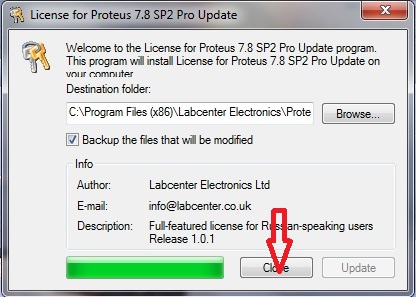 License for Proteus 7.8 SP2 Pro Update
Welcome to the License for Proteus 7.8 SP2 Pro Update program.
This program will install License for Proteus 7.8 SP2 Pro Update on
your computer.
Destination folder:
C:\Program Files (x86)\Labcenter Electronics\Prote
Browse...
Backup the files that will be modified
Info
Author: Labcenter Electronics Ltd
E-mail: info@labcenter.co.uk
Description: Full-featured license for Russian-speaking users
Release 1.0.1
Close
Update